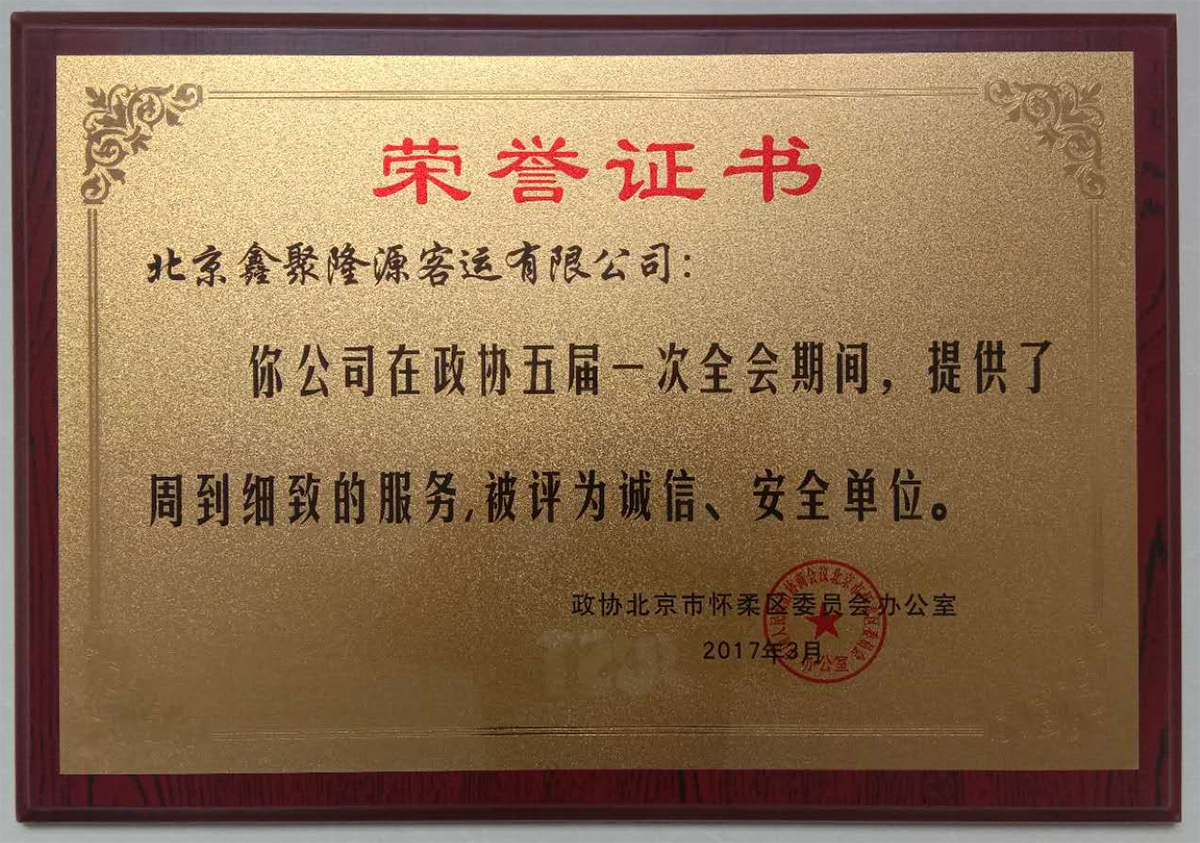 荣誉证书
北京鑫聚隆源客运有限公司:
你公司在政协五届一次全会期间，提供了
周到细致的服务,被评为诚信、安全单位。
政协北京市怀柔区委员会办公室
2017年3月
办公室